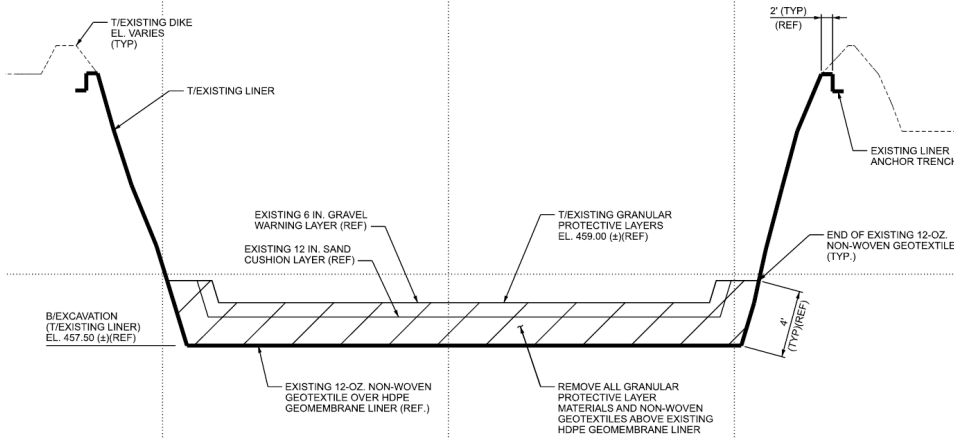 T/EXISTING DIKE
EL. VARIES
(TYP)
2' (TYP)
(REF)
T/EXISTING LINER
EXISTING LINER
ANCHOR TRENCH
EXISTING 6 IN. GRAVEL
WARNING LAYER (REF)
T/EXISTING GRANULAR
PROTECTIVE LAYERS
EL. 459.00 (±)(REF)
EXISTING 12 IN. SAND
CUSHION LAYER (REF)
END OF EXISTING 12-OZ.
NON-WOVEN GEOTEXTILE
(TYP.)
B/EXCAVATION
(T/EXISTING LINER)
EL. 457.50 (±)(REF)
4'
(TYP)(REF)
EXISTING 12-OZ. NON-WOVEN
GEOTEXTILE OVER HDPE
GEOMEMBRANE LINER (REF.)
REMOVE ALL GRANULAR
PROTECTIVE LAYER
MATERIALS AND NON-WOVEN
GEOTEXTILES ABOVE EXISTING
HDPE GEOMEMBRANE LINER